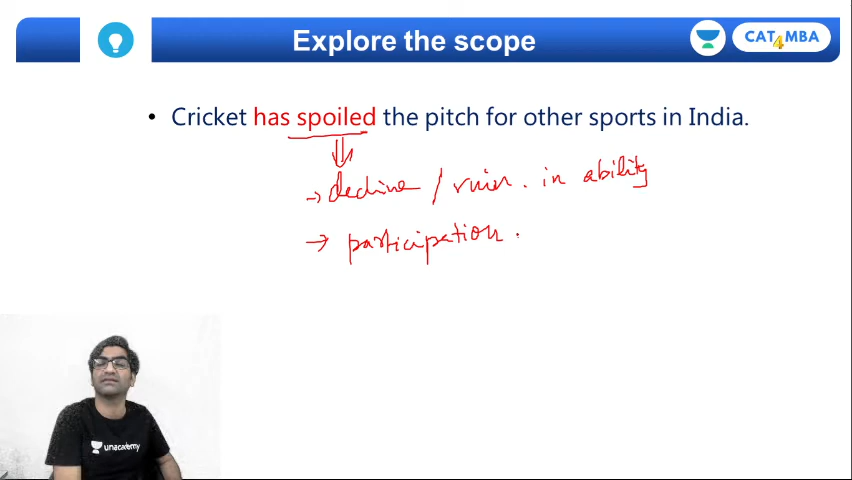 Explore the scope
CAT4MBA
• Cricket has spoiled the pitch for other sports in India.
→ decline / ruin. in ability
→ participation.
unacademy